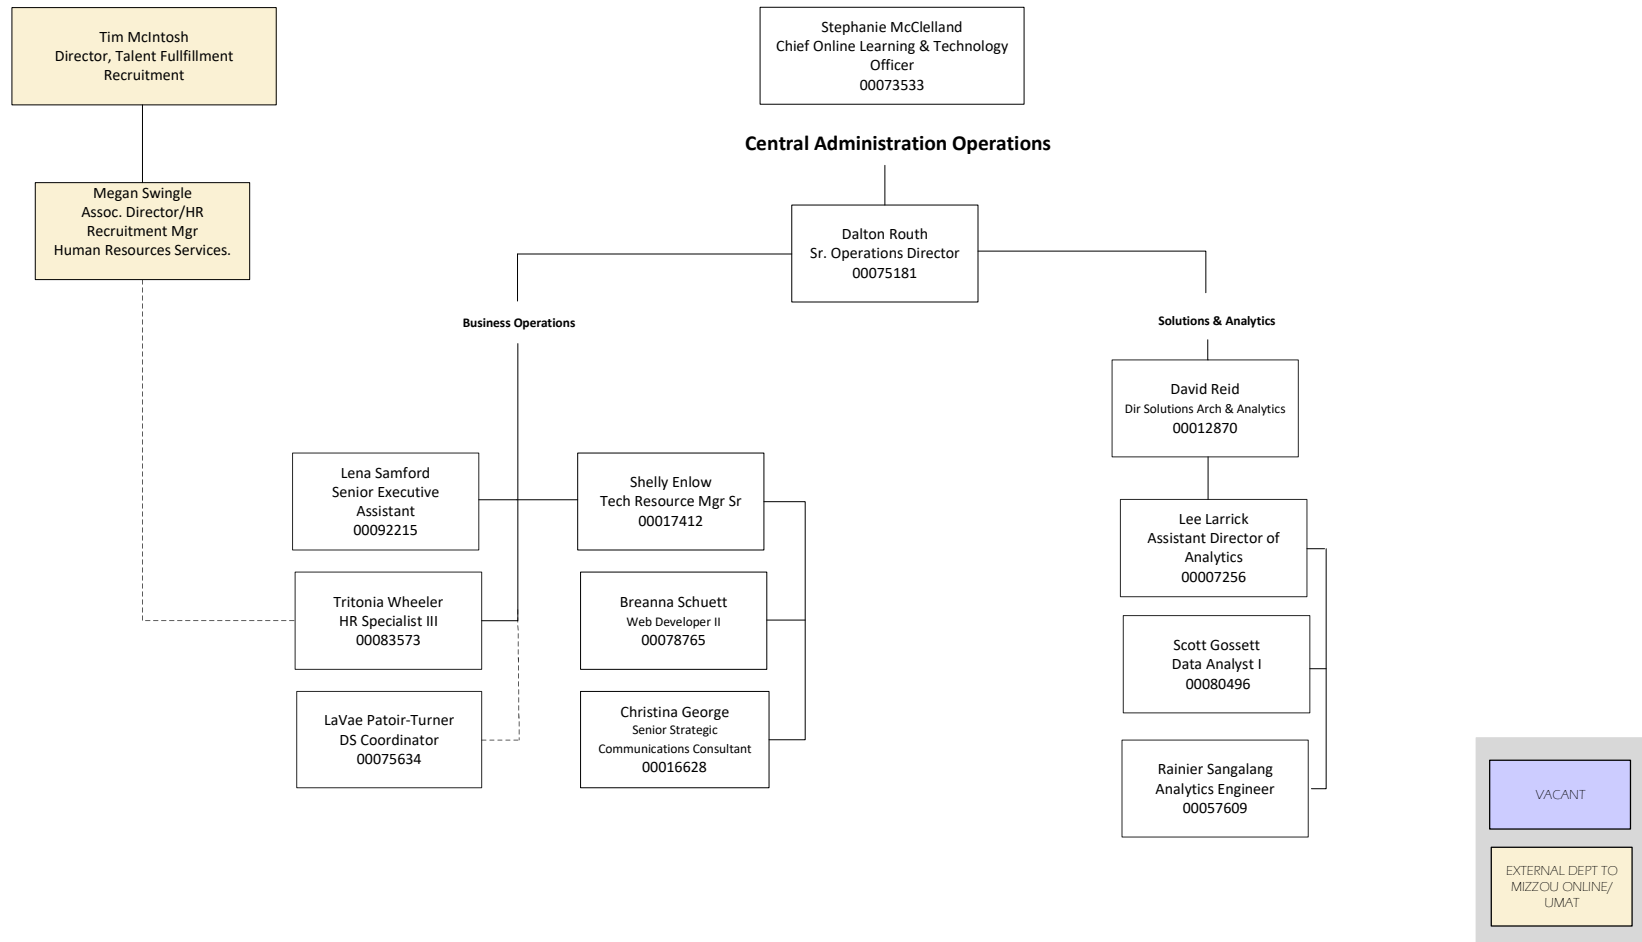 Tim McIntosh
Director, Talent Fullfillment
Recruitment
Stephanie McClelland
Chief Online Learning & Technology
Officer
00073533
Central Administration Operations
Megan Swingle
Assoc. Director/HR
Recruitment Mgr
Human Resources Services.
Dalton Routh
Sr. Operations Director
00075181
Business Operations
Solutions & Analytics
David Reid
Dir Solutions Arch & Analytics
00012870
Lena Samford
Senior Executive
Assistant
00092215
Shelly Enlow
Tech Resource Mgr Sr
00017412
Lee Larrick
Assistant Director of
Analytics
00007256
Tritonia Wheeler
HR Specialist III
00083573
Breanna Schuett
Web Developer II
00078765
Scott Gossett
Data Analyst I
00080496
LaVae Patoir-Turner
DS Coordinator
00075634
Christina George
Senior Strategic
Communications Consultant
00016628
Rainier Sangalang
Analytics Engineer
00057609
VACANT
EXTERNAL DEPT TO
MIZZOU ONLINE/
UMAT